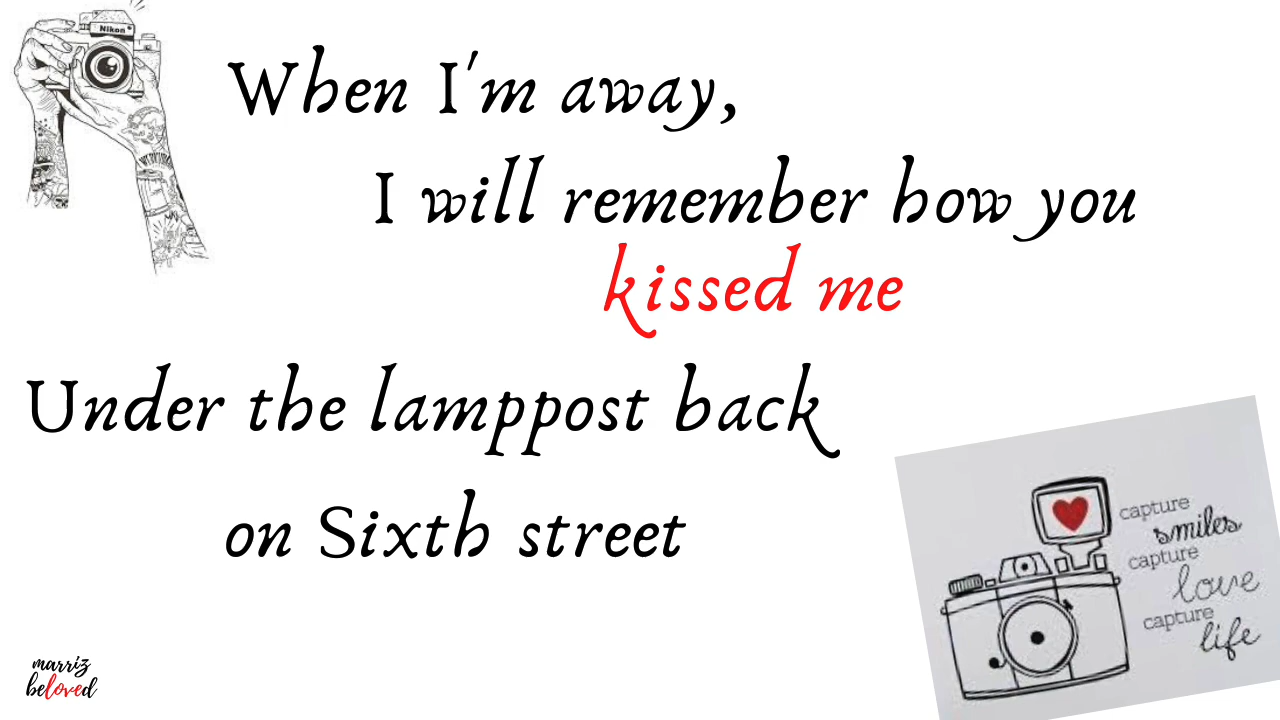 Nikon
When I'm away,
I will remember how you
kissed me
Under the lamppost back
on Sixth street
capture
smiles
capture
love
capture
life
marriz
beloved